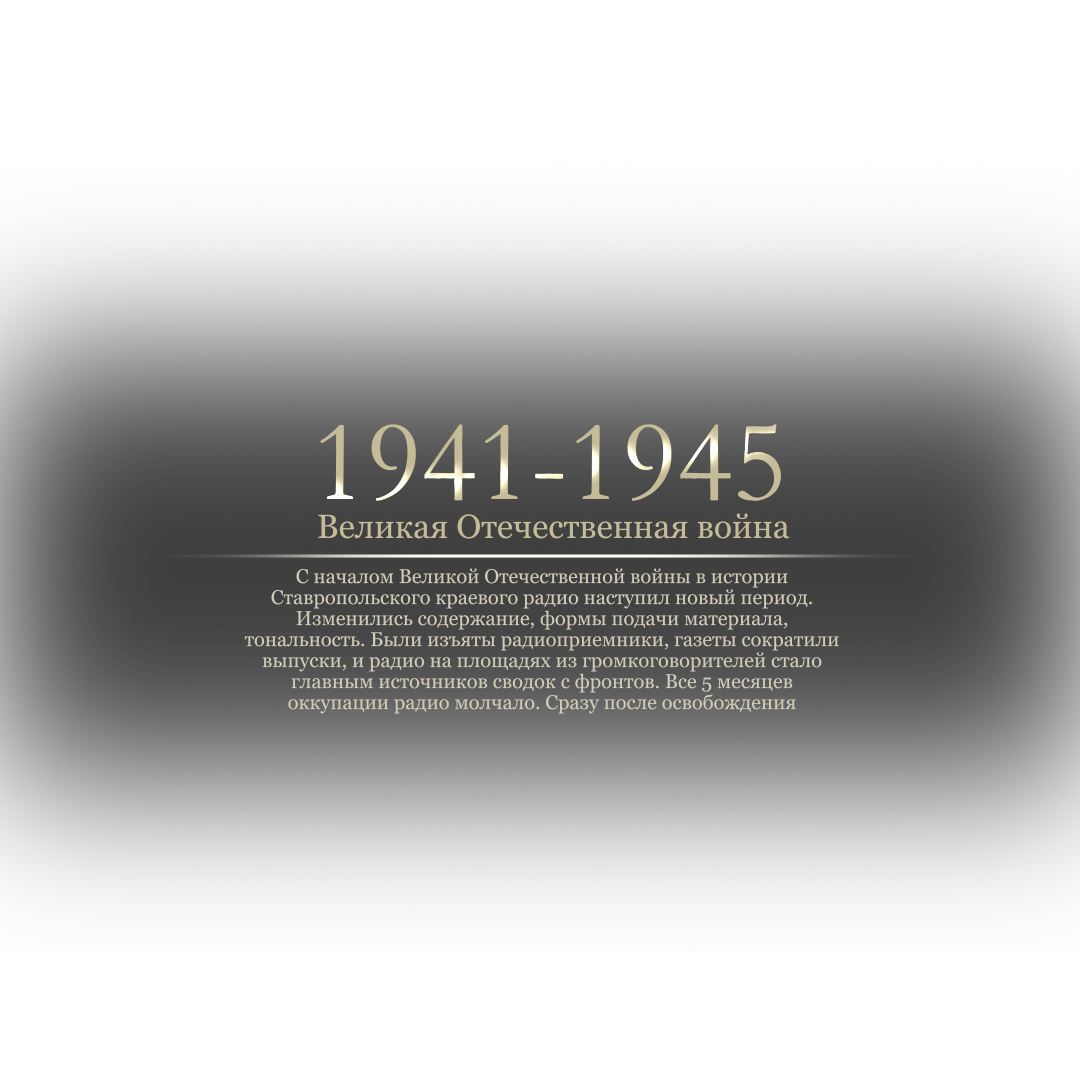 1941-1945
Великая Отечественная война
С началом Великой Отечественной войны в истории
Ставропольского краевого радио наступил новый период.
Изменились содержание, формы подачи материала,
тональность. Были изъяты радиоприемники, газеты сократили
выпуски, и радио на площадях из громкоговорителей стало
главным источников сводок с фронтов. Все 5 месяцев
оккупации радио молчало. Сразу после освобождения